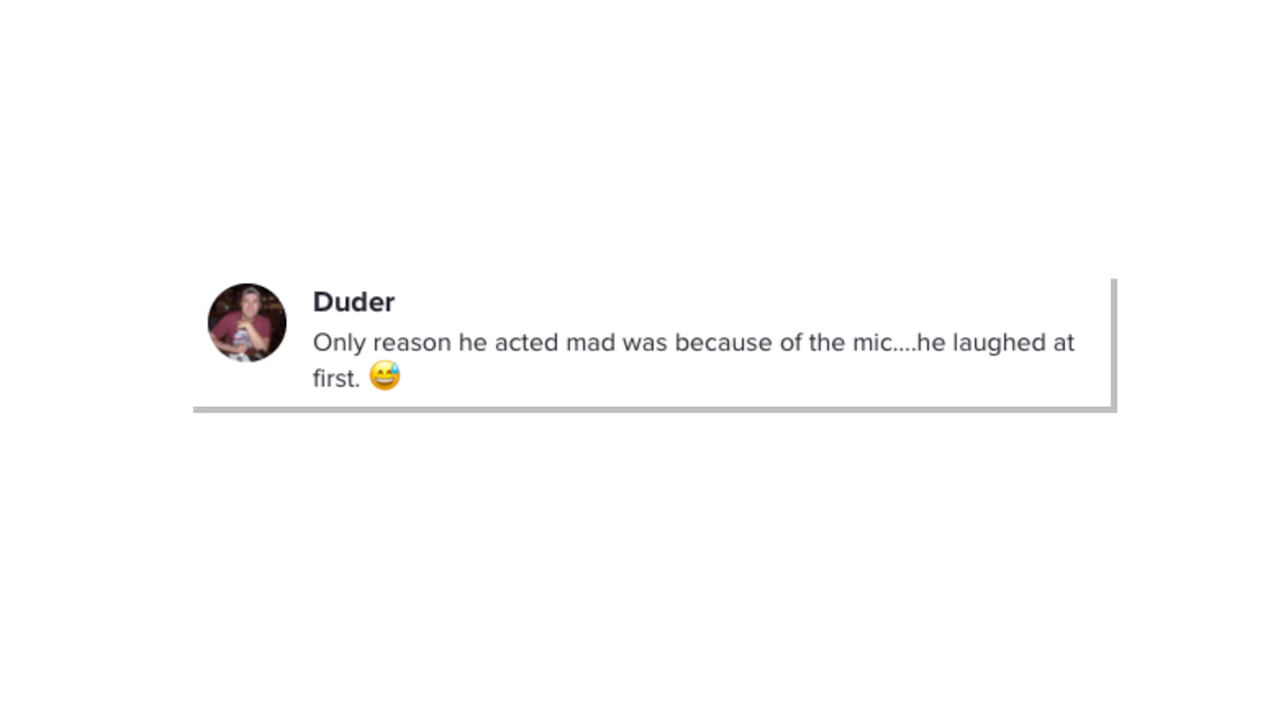 Duder
Only reason he acted mad was because of the mic....he laughed at
first. 😅